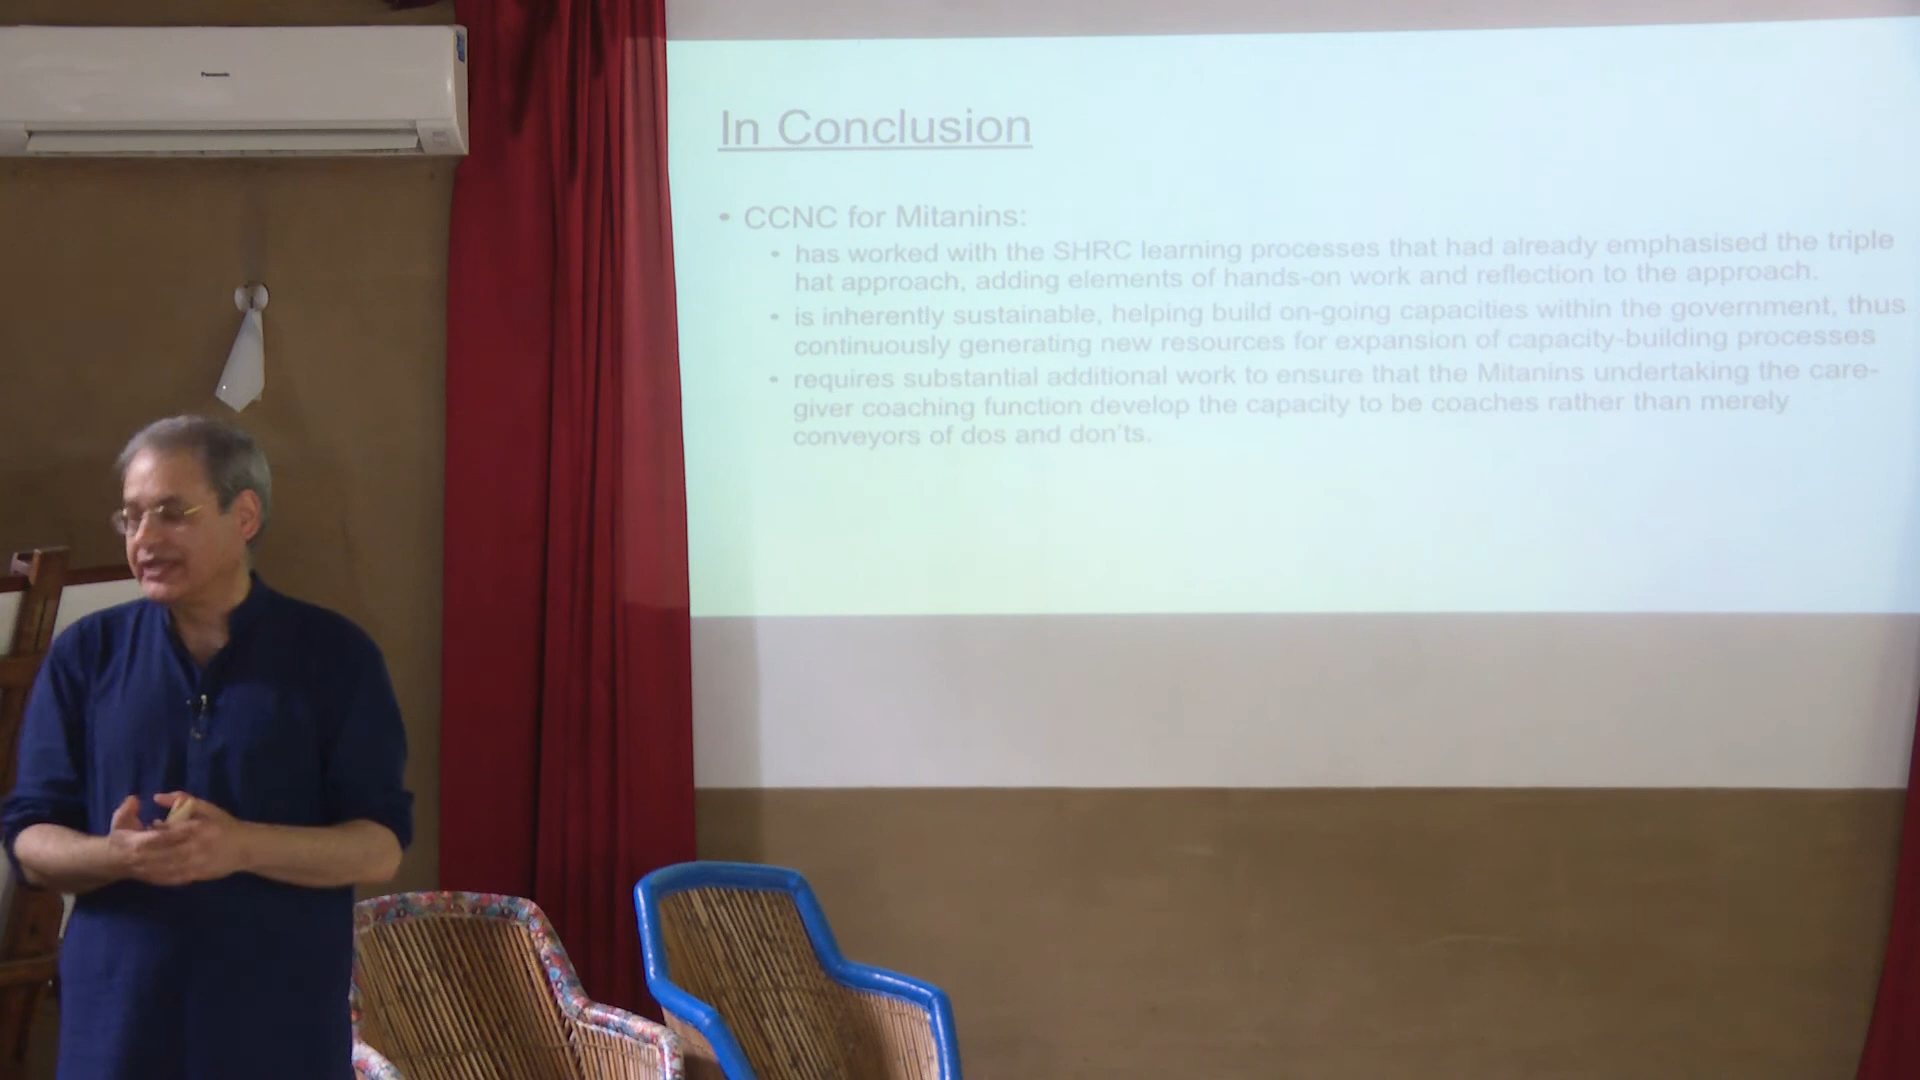 Panasonic
In Conclusion
• CCNC for Mitanins:
• has worked with the SHRC learning processes that had already emphasised the triple
hat approach, adding elements of hands-on work and reflection to the approach.
• is inherently sustainable, helping build on-going capacities within the government, thus
continuously generating new resources for expansion of capacity-building processes
• requires substantial additional work to ensure that the Mitanins undertaking the care-
giver coaching function develop the capacity to be coaches rather than merely
conveyors of dos and don'ts.